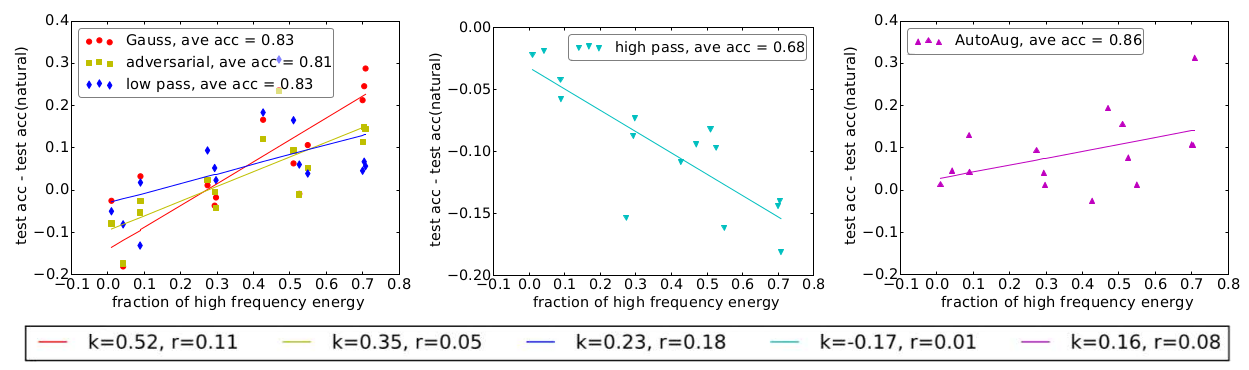 0.4
0.3
0.2
0.1
0.0
−0.1
−0.2
−0.1 0.0 0.1 0.2 0.3 0.4 0.5 0.6 0.7 0.8
fraction of high frequency energy
test acc - test acc(natural)
Gauss, ave acc = 0.83
adversarial, ave acc = 0.81
low pass, ave acc = 0.83
0.00
−0.05
−0.10
−0.15
−0.20
−0.1 0.0 0.1 0.2 0.3 0.4 0.5 0.6 0.7 0.8
fraction of high frequency energy
test acc - test acc(natural)
high pass, ave acc = 0.68
0.4
0.3
0.2
0.1
0.0
−0.1
−0.2
−0.1 0.0 0.1 0.2 0.3 0.4 0.5 0.6 0.7 0.8
fraction of high frequency energy
test acc - test acc(natural)
AutoAug, ave acc = 0.86
k=0.52, r=0.11 k=0.35, r=0.05 k=0.23, r=0.18 k=-0.17, r=0.01 k=0.16, r=0.08